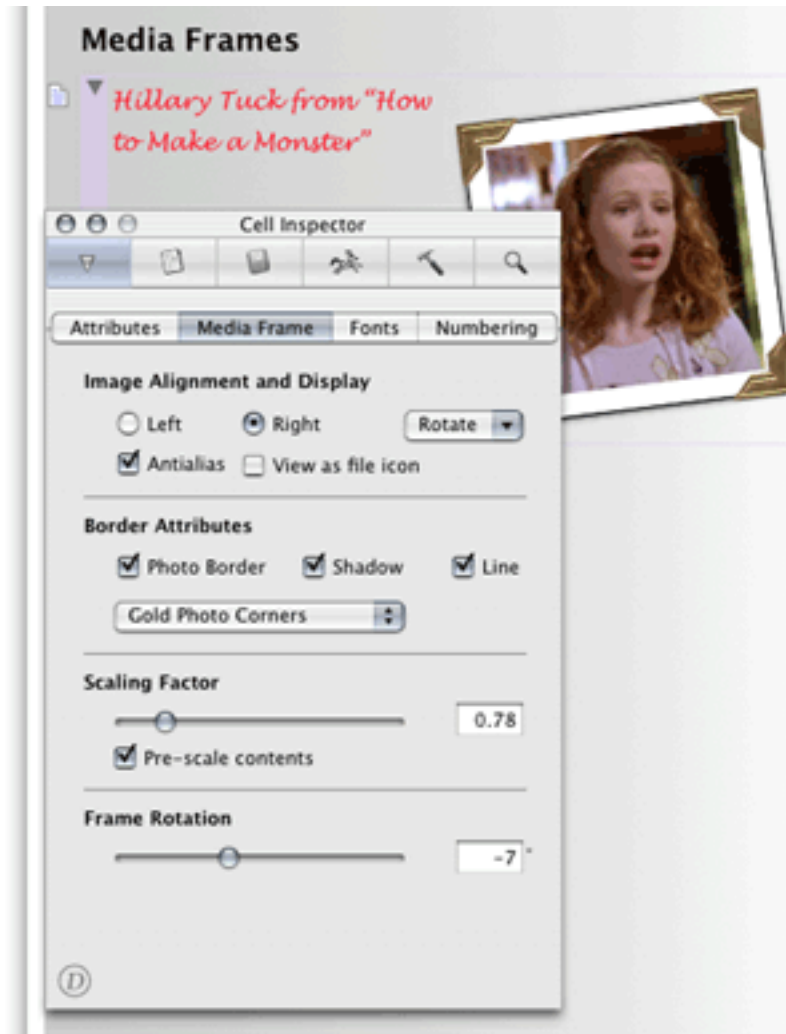 Media Frames
Hillary Tuck from “How
to Make a Monster”
Cell Inspector
Attributes Media Frame Fonts Numbering
Image Alignment and Display
Left Right Rotate
Antialias View as file icon
Border Attributes
Photo Border Shadow Line
Gold Photo Corners
Scaling Factor
0.78
Pre-scale contents
Frame Rotation
-7 °
D